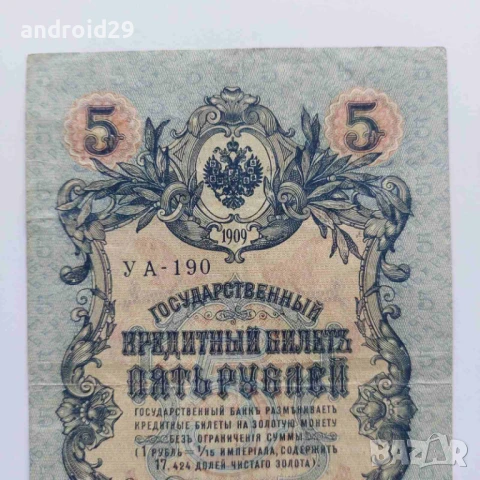 android29
5 5
1909
УА-190
ГОСУДАРСТВЕННЫЙ
КРЕДИТНЫЙ БИЛЕТЪ
ПЯТЬ РУБЛЕЙ
ГОСУДАРСТВЕННЫЙ БАНКЪ РАЗМѢНИВАЕТЪ
КРЕДИТНЫЕ БИЛЕТЫ НА ЗОЛОТУЮ МОНЕТУ
БЕЗЪ ОГРАНИЧЕНІЯ СУММЫ
(1 РУБЛЬ = 1/15 ИМПЕРІАЛА, СОДЕРЖИТЪ
17,424 ДОЛЕЙ ЧИСТАГО ЗОЛОТА).
BAZAR